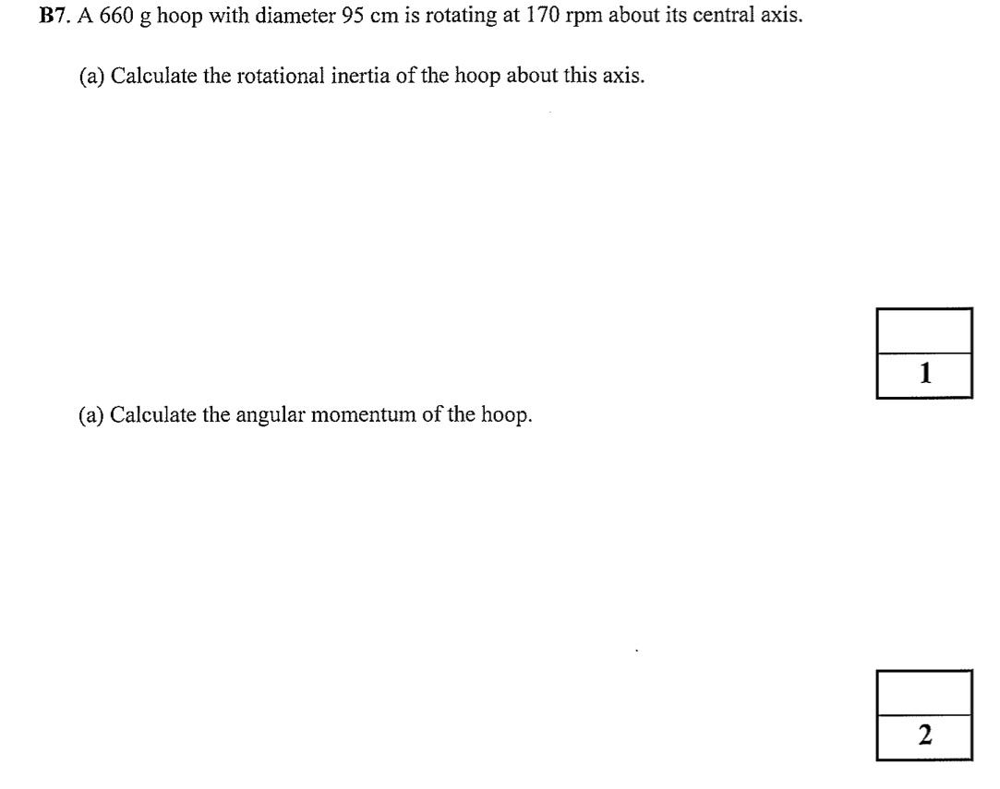 B7. A 660 g hoop with diameter 95 cm is rotating at 170 rpm about its central axis.
(a) Calculate the rotational inertia of the hoop about this axis.
1
(a) Calculate the angular momentum of the hoop.
2